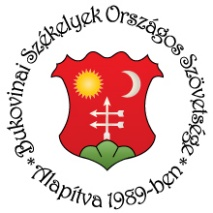 Bukovinai Székelyek Országos Szövetsége
* Alapítva 1989-ben *